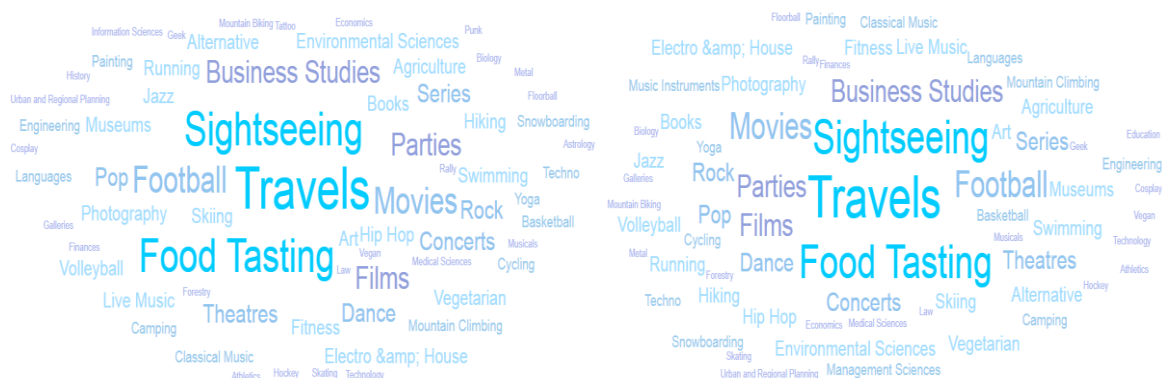 Mountain Biking Tattoo Economics
Information Sciences Geek Alternative Environmental Sciences Punk
Painting Running Business Studies Agriculture Biology
History Metal
Urban and Regional Planning Jazz Books Series Floorball
Engineering Museums Sightseeing Hiking Snowboarding
Cosplay Parties Astrology
Languages Pop Football Travels Rally Swimming Techno
Photography Skiing Movies Rock Yoga
Galleries Basketball
Finances Art Hip Hop Concerts Musicals
Volleyball Food Tasting Vegan Medical Sciences Cycling
Law Films
Live Music Forestry Vegetarian
Camping Theatres Fitness Dance Mountain Climbing
Classical Music Electro &amp; House
Athletics Hockey Skating Technology
Floorball Painting Classical Music
Electro &amp; House Fitness Live Music Languages
Rally Finances
Music Instruments Photography Business Studies Mountain Climbing
Agriculture
Biology Books Movies Sightseeing Art Series Geek Education
Yoga
Jazz Rock Engineering
Galleries Parties Travels Football Museums Cosplay
Mountain Biking
Volleyball Pop Films Basketball Swimming Vegan
Cycling Musicals Technology
Metal Running Dance Food Tasting Theatres Athletics
Forestry Hockey
Techno Hiking Concerts Skiing Alternative
Hip Hop Law Camping
Economics Medical Sciences
Snowboarding Environmental Sciences Vegetarian
Skating
Urban and Regional Planning Management Sciences